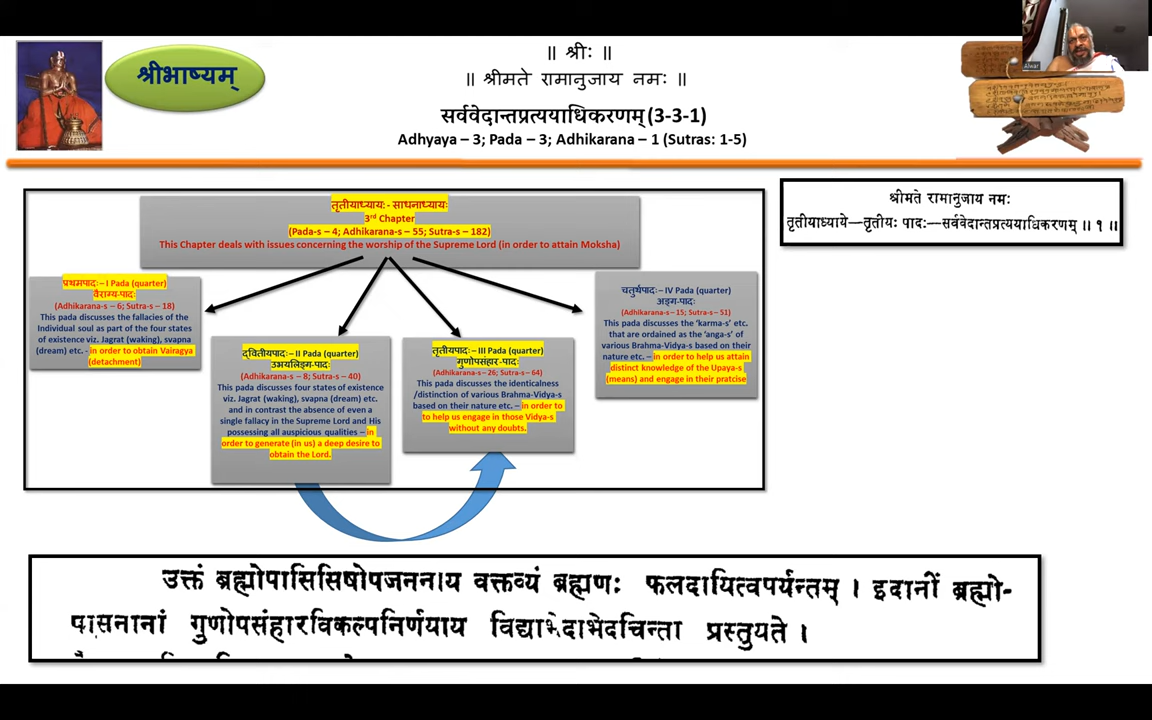 ॥ श्रीः ॥
॥ श्रीमते रामानुजाय नमः ॥
श्रीभाष्यम्
सर्ववेदान्तप्रत्ययाधिकरणम् (3-3-1)
Adhyaya – 3; Pada – 3; Adhikarana – 1 (Sutras: 1-5)
Alwar
तृतीयाध्यायः- साधनाध्यायः
3rd Chapter
(Pada-s – 4; Adhikarana-s – 55; Sutra-s – 182)
This Chapter deals with issues concerning the worship of the Supreme Lord (in order to attain Moksha)
प्रथमपादः – I Pada (quarter)
वैराग्य-पादः
(Adhikarana-s – 6; Sutra-s – 18)
This pada discusses the fallacies of the
Individual soul as part of the four states
of existence viz. Jagrat (waking), svapna
(dream) etc. - in order to obtain Vairagya
(detachment)
द्वितीयपादः – II Pada (quarter)
उभयलिङ्ग-पादः
(Adhikarana-s – 8; Sutra-s – 40)
This pada discusses four states of existence
viz. Jagrat (waking), svapna (dream) etc.
and in contrast the absence of even a
single fallacy in the Supreme Lord and His
possessing all auspicious qualities – in
order to generate (in us) a deep desire to
obtain the Lord.
तृतीयपादः – III Pada (quarter)
गुणोपसंहार-पादः
(Adhikarana-s – 26; Sutra-s – 64)
This pada discusses the identicalness
/distinction of various Brahma-Vidya-s
based on their nature etc. – in order to
to help us engage in those Vidya-s
without any doubts.
चतुर्थपादः – IV Pada (quarter)
अङ्ग-पादः
(Adhikarana-s – 15; Sutra-s – 51)
This pada discusses the ‘karma-s’ etc.
that are ordained as the ‘anga-s’ of
various Brahma-Vidya-s based on their
nature etc. – in order to help us attain
distinct knowledge of the Upaya-s
(means) and engage in their pratcise
श्रीमते रामानुजाय नमः
तृतीयाध्याये—तृतीयः पादः—सर्ववेदान्तप्रत्ययाधिकरणम् ॥ १ ॥
उक्तं ब्रह्मोपासिसिषोपजननाय वक्तव्यं ब्रह्मणः फलदायित्वपर्यन्तम् । इदानीं ब्रह्मो-
पासनानां गुणोपसंहारविकल्पनिर्णयाय विद्याभेदाभेदचिन्ता प्रस्तुयते ।